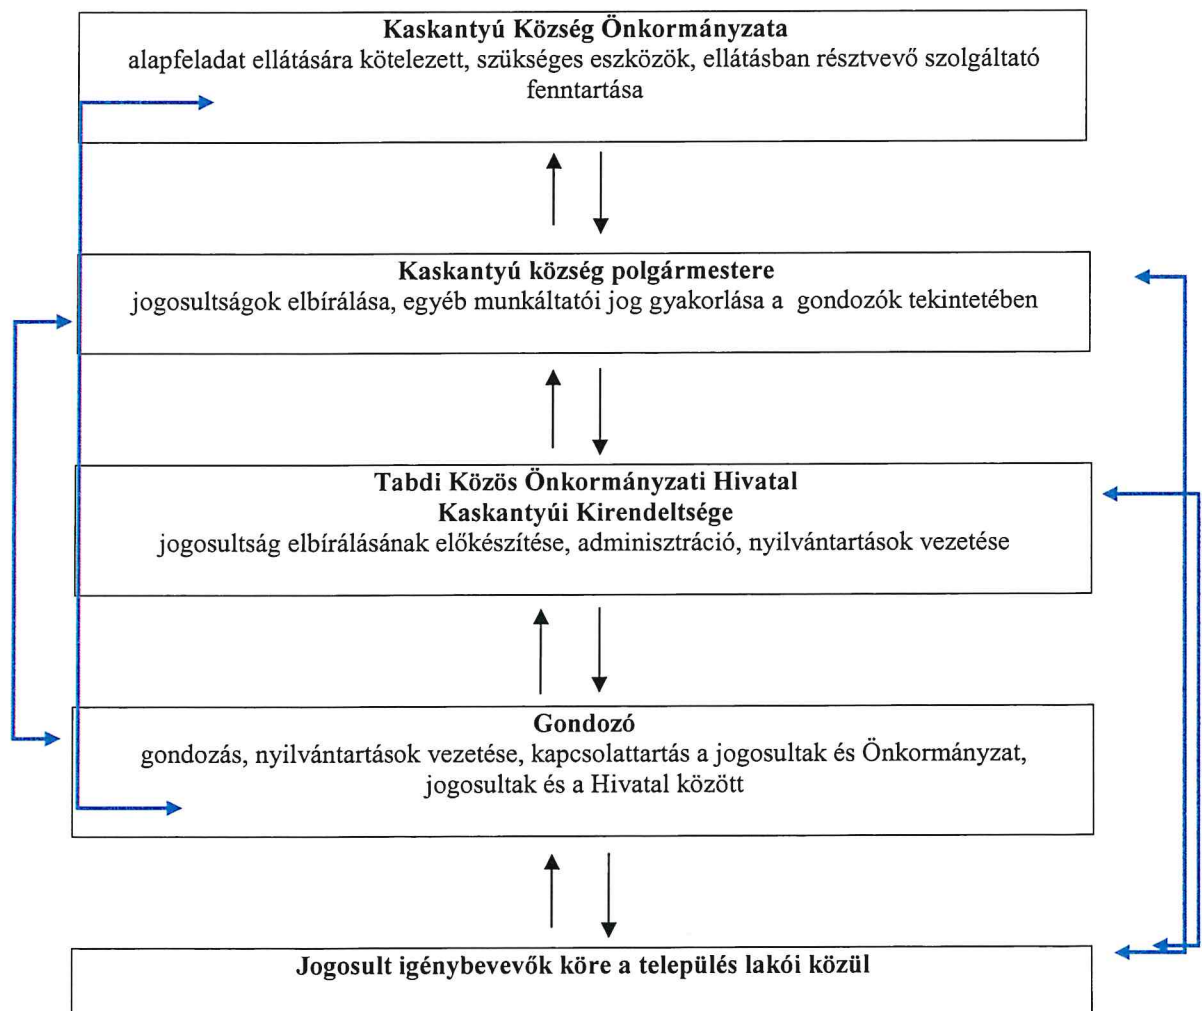 Kaskantyú Község Önkormányzata
alapfeladat ellátására kötelezett, szükséges eszközök, ellátásban résztvevő szolgáltató
fenntartása
Kaskantyú község polgármestere
jogosultságok elbírálása, egyéb munkáltatói jog gyakorlása a gondozók tekintetében
Tabdi Közös Önkormányzati Hivatal
Kaskantyúi Kirendeltsége
jogosultság elbírálásának előkészítése, adminisztráció, nyilvántartások vezetése
Gondozó
gondozás, nyilvántartások vezetése, kapcsolattartás a jogosultak és Önkormányzat,
jogosultak és a Hivatal között
Jogosult igénybevevők köre a település lakói közül